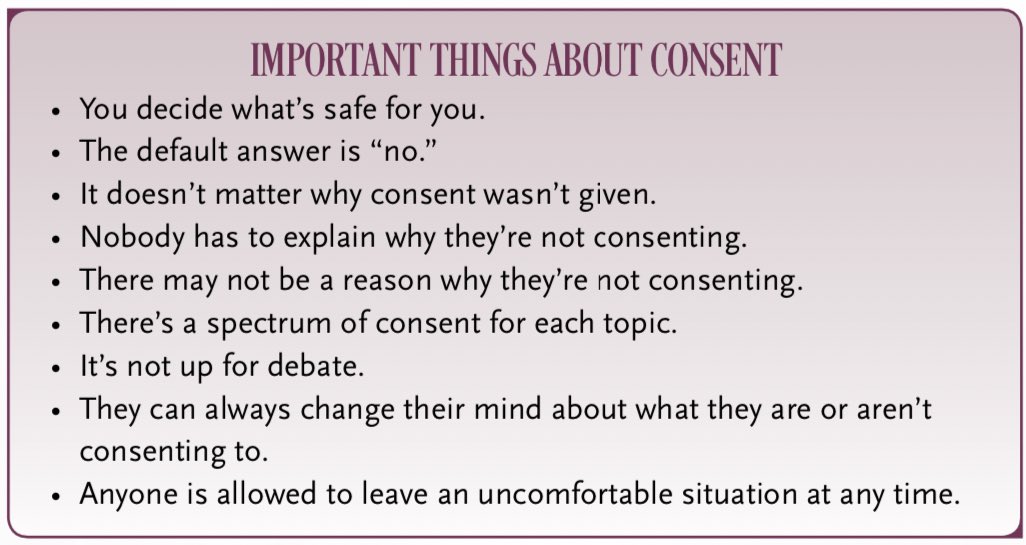 IMPORTANT THINGS ABOUT CONSENT
• You decide what’s safe for you.
• The default answer is “no.”
• It doesn’t matter why consent wasn’t given.
• Nobody has to explain why they’re not consenting.
• There may not be a reason why they’re not consenting.
• There’s a spectrum of consent for each topic.
• It’s not up for debate.
• They can always change their mind about what they are or aren’t
consenting to.
• Anyone is allowed to leave an uncomfortable situation at any time.